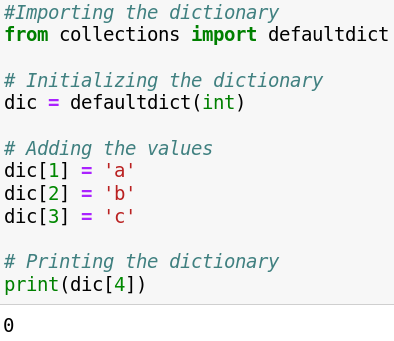 #Importing the dictionary
from collections import defaultdict
# Initializing the dictionary
dic = defaultdict(int)
# Adding the values
dic[1] = 'a'
dic[2] = 'b'
dic[3] = 'c'
# Printing the dictionary
print(dic[4])
0